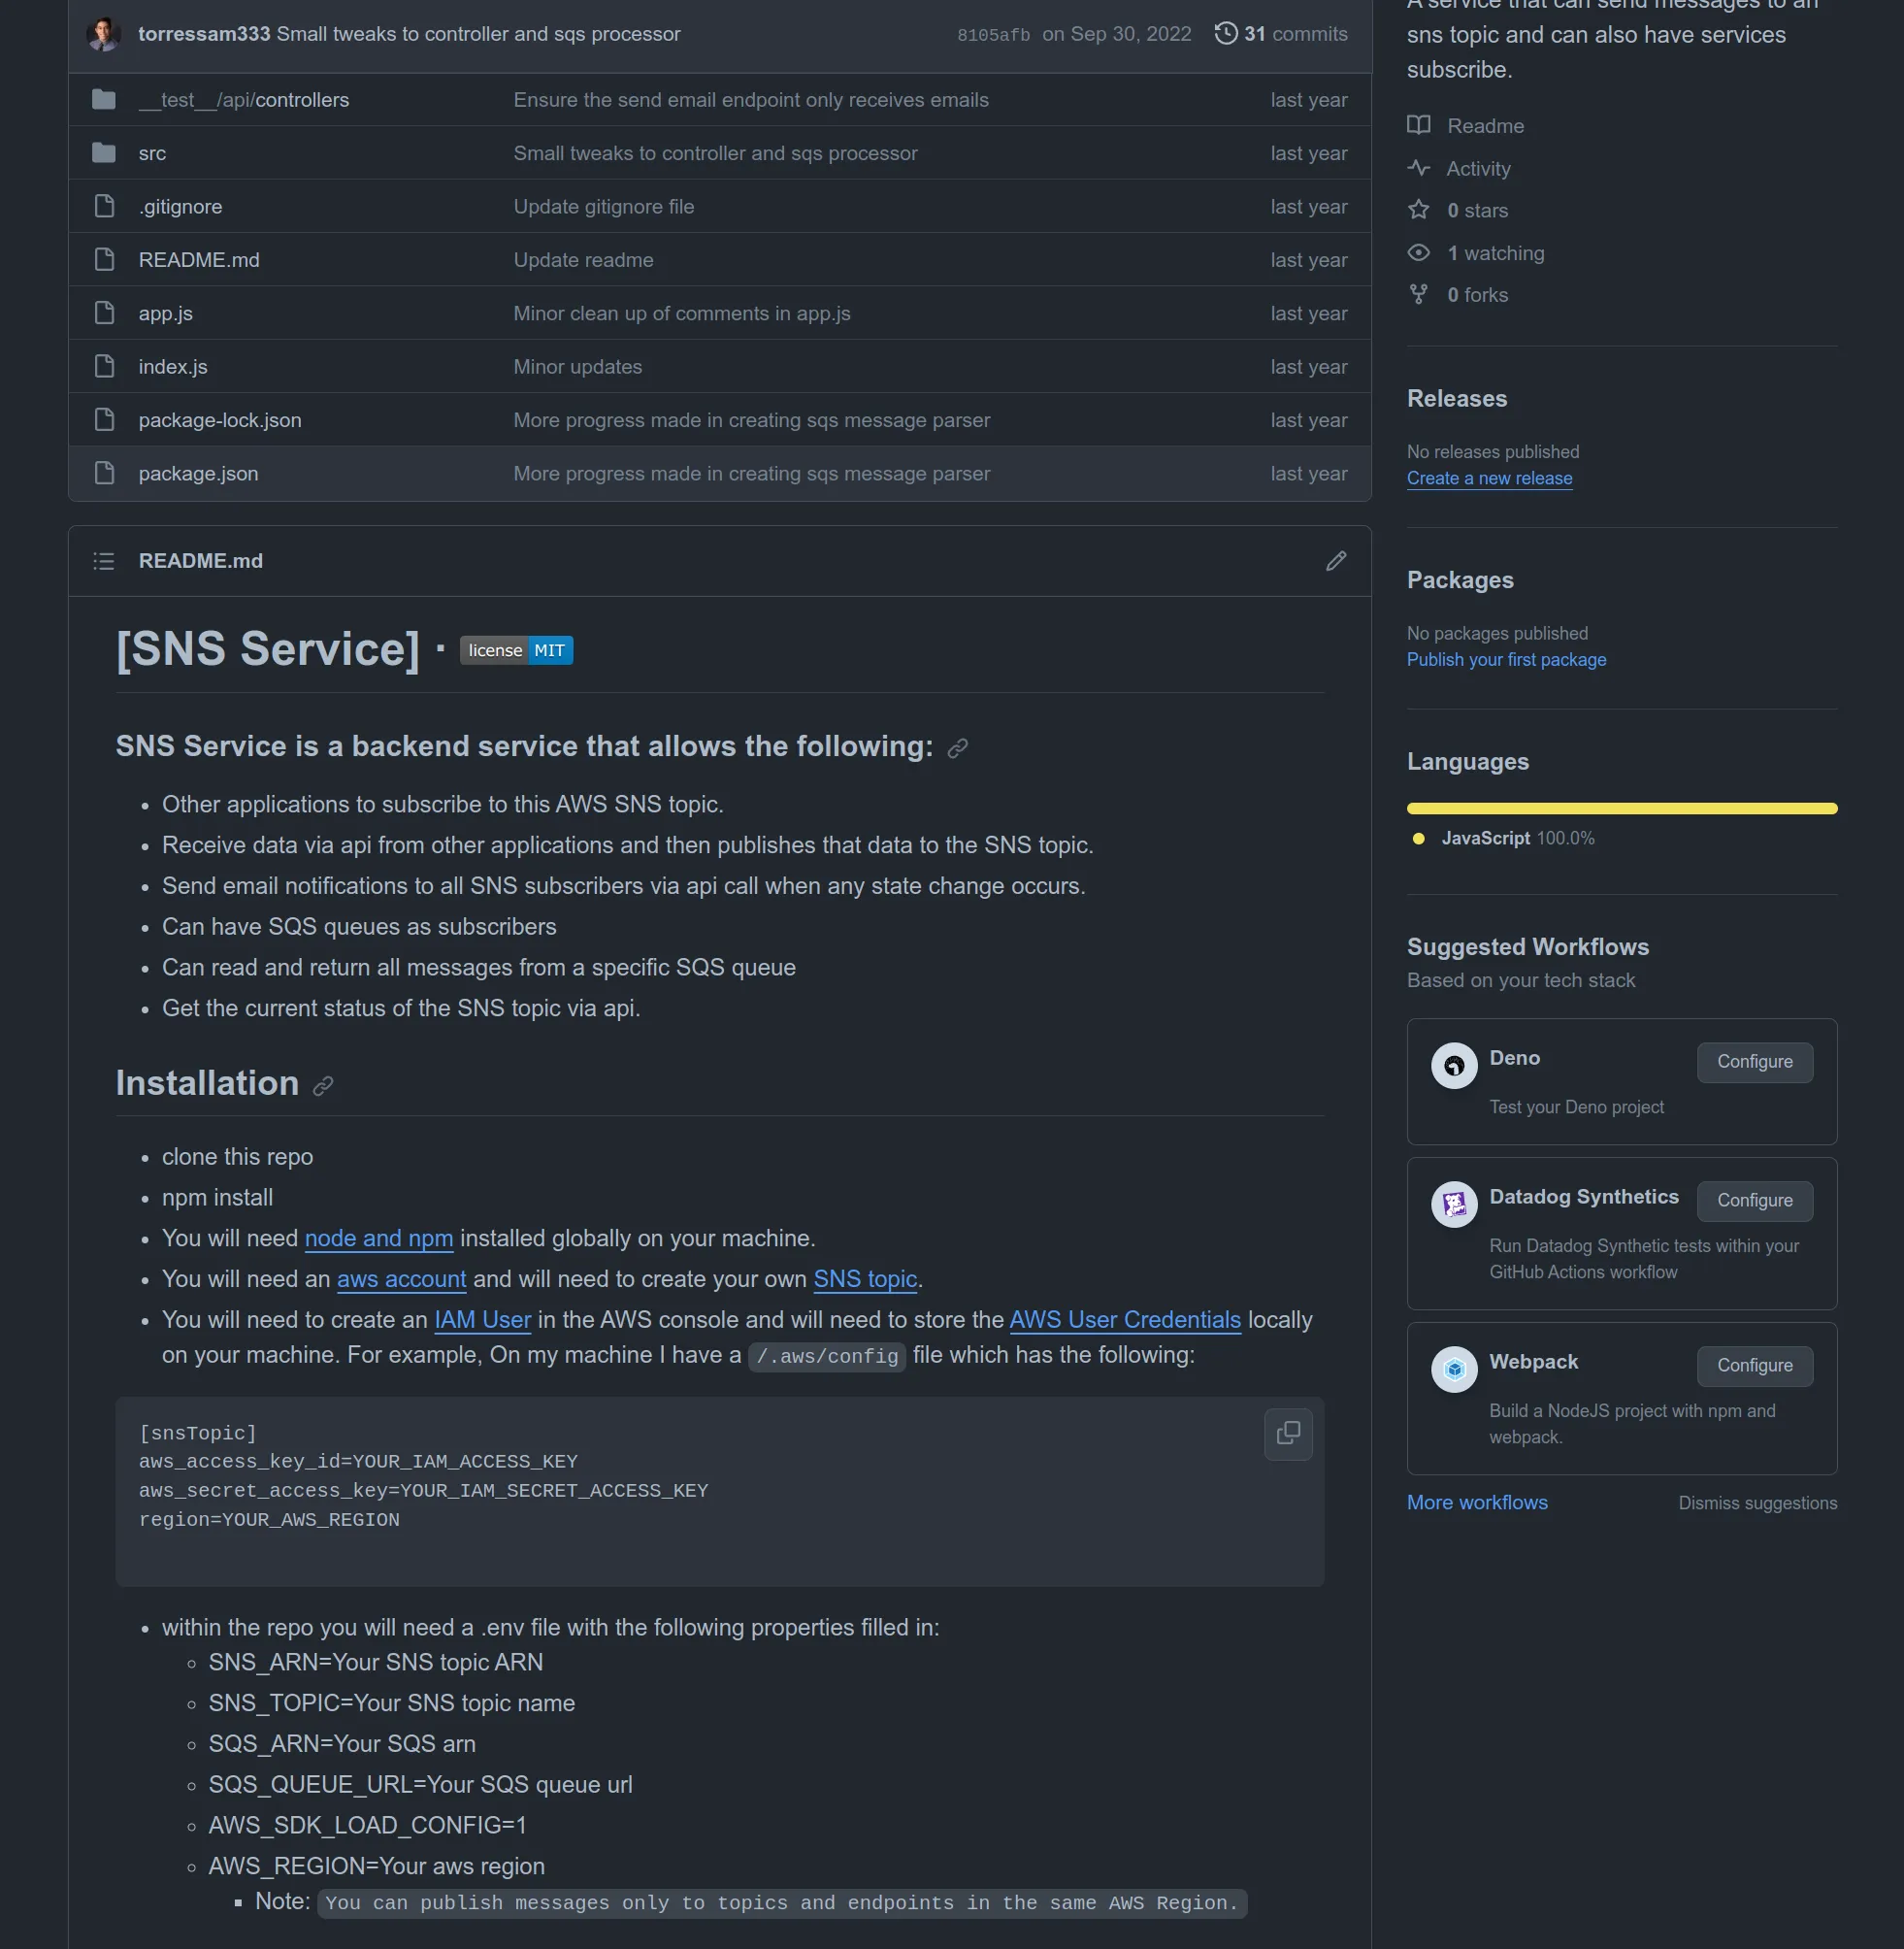 torressam333 Small tweaks to controller and sqs processor 8105afb on Sep 30, 2022 31 commits
__test__/api/controllers Ensure the send email endpoint only receives emails last year
src Small tweaks to controller and sqs processor last year
.gitignore Update gitignore file last year
README.md Update readme last year
app.js Minor clean up of comments in app.js last year
index.js Minor updates last year
package-lock.json More progress made in creating sqs message parser last year
package.json More progress made in creating sqs message parser last year
README.md
[SNS Service] · license MIT
SNS Service is a backend service that allows the following:
Other applications to subscribe to this AWS SNS topic.
Receive data via api from other applications and then publishes that data to the SNS topic.
Send email notifications to all SNS subscribers via api call when any state change occurs.
Can have SQS queues as subscribers
Can read and return all messages from a specific SQS queue
Get the current status of the SNS topic via api.
Installation
clone this repo
npm install
You will need node and npm installed globally on your machine.
You will need an aws account and will need to create your own SNS topic.
You will need to create an IAM User in the AWS console and will need to store the AWS User Credentials locally
on your machine. For example, On my machine I have a /.aws/config file which has the following:
[snsTopic]
aws_access_key_id=YOUR_IAM_ACCESS_KEY
aws_secret_access_key=YOUR_IAM_SECRET_ACCESS_KEY
region=YOUR_AWS_REGION
within the repo you will need a .env file with the following properties filled in:
SNS_ARN=Your SNS topic ARN
SNS_TOPIC=Your SNS topic name
SQS_ARN=Your SQS arn
SQS_QUEUE_URL=Your SQS queue url
AWS_SDK_LOAD_CONFIG=1
AWS_REGION=Your aws region
Note: You can publish messages only to topics and endpoints in the same AWS Region.
A service that can send messages to an
sns topic and can also have services
subscribe.
Readme
Activity
0 stars
1 watching
0 forks
Releases
No releases published
Create a new release
Packages
No packages published
Publish your first package
Languages
JavaScript 100.0%
Suggested Workflows
Based on your tech stack
Deno Configure
Test your Deno project
Datadog Synthetics Configure
Run Datadog Synthetic tests within your
GitHub Actions workflow
Webpack Configure
Build a NodeJS project with npm and
webpack.
More workflows Dismiss suggestions